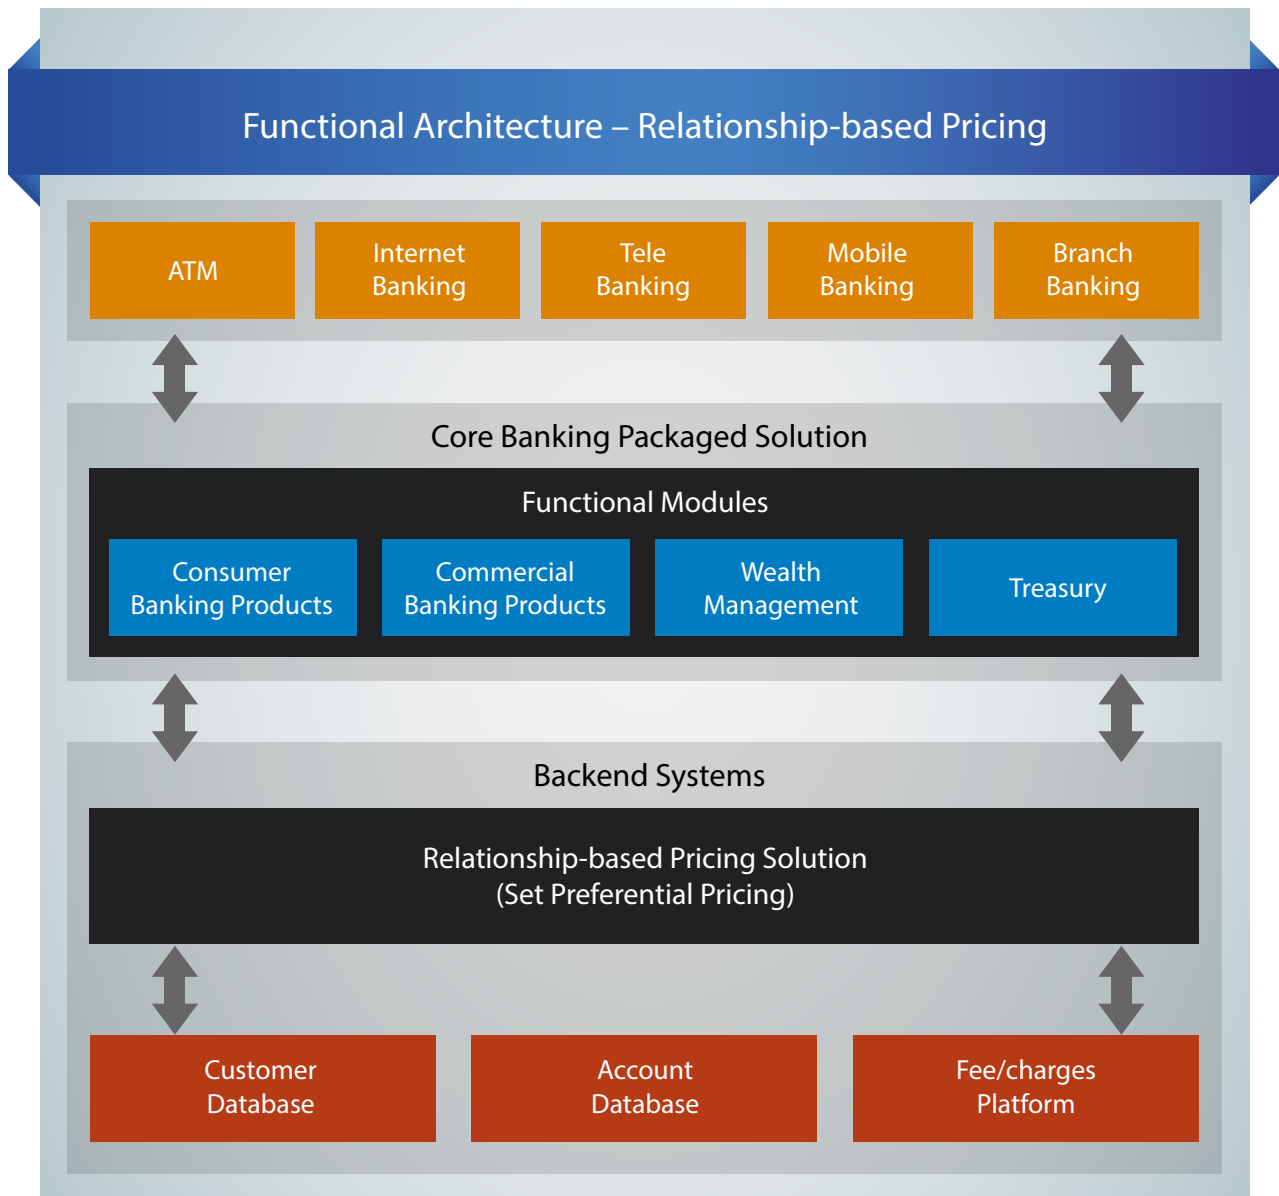 Functional Architecture – Relationship-based Pricing
ATM
Internet
Banking
Tele
Banking
Mobile
Banking
Branch
Banking
Core Banking Packaged Solution
Functional Modules
Consumer
Banking Products
Commercial
Banking Products
Wealth
Management
Treasury
Backend Systems
Relationship-based Pricing Solution
(Set Preferential Pricing)
Customer
Database
Account
Database
Fee/charges
Platform